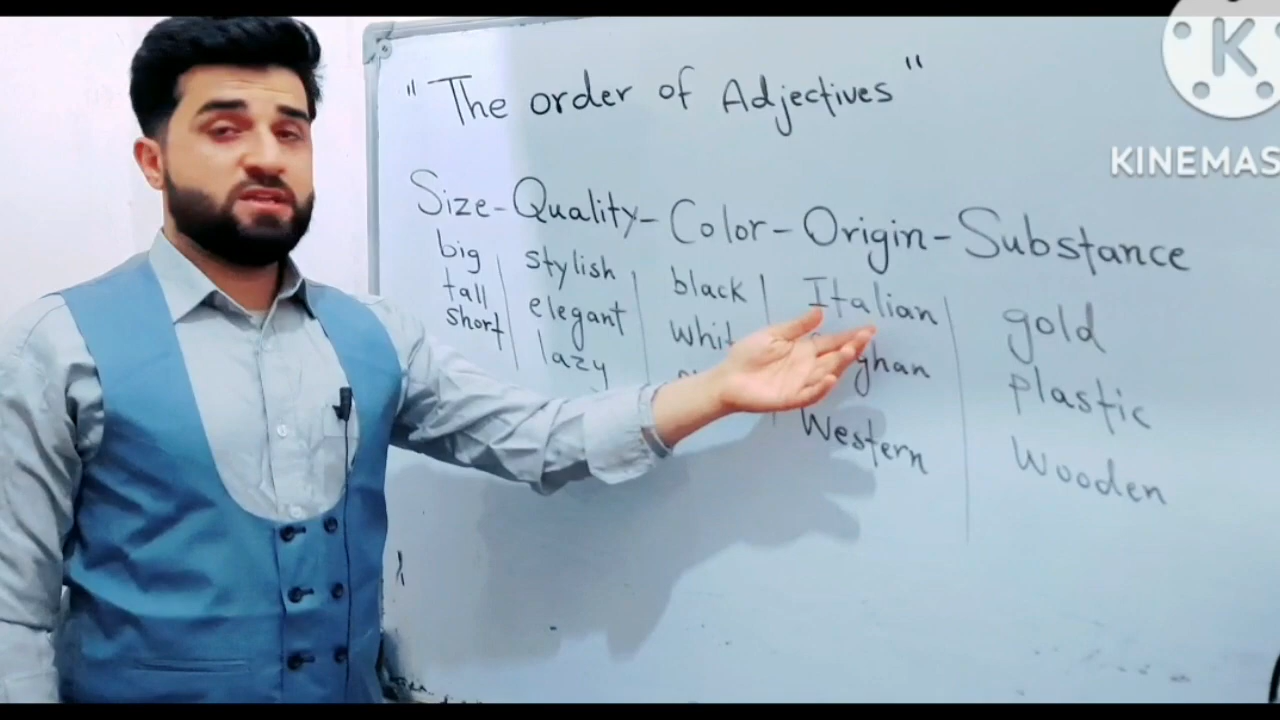 "The order of Adjectives"
Size-Quality-Color-Origin-Substance
big stylish black Italian gold
tall elegant plastic
short lazy Western wooden
K
KINEMAS